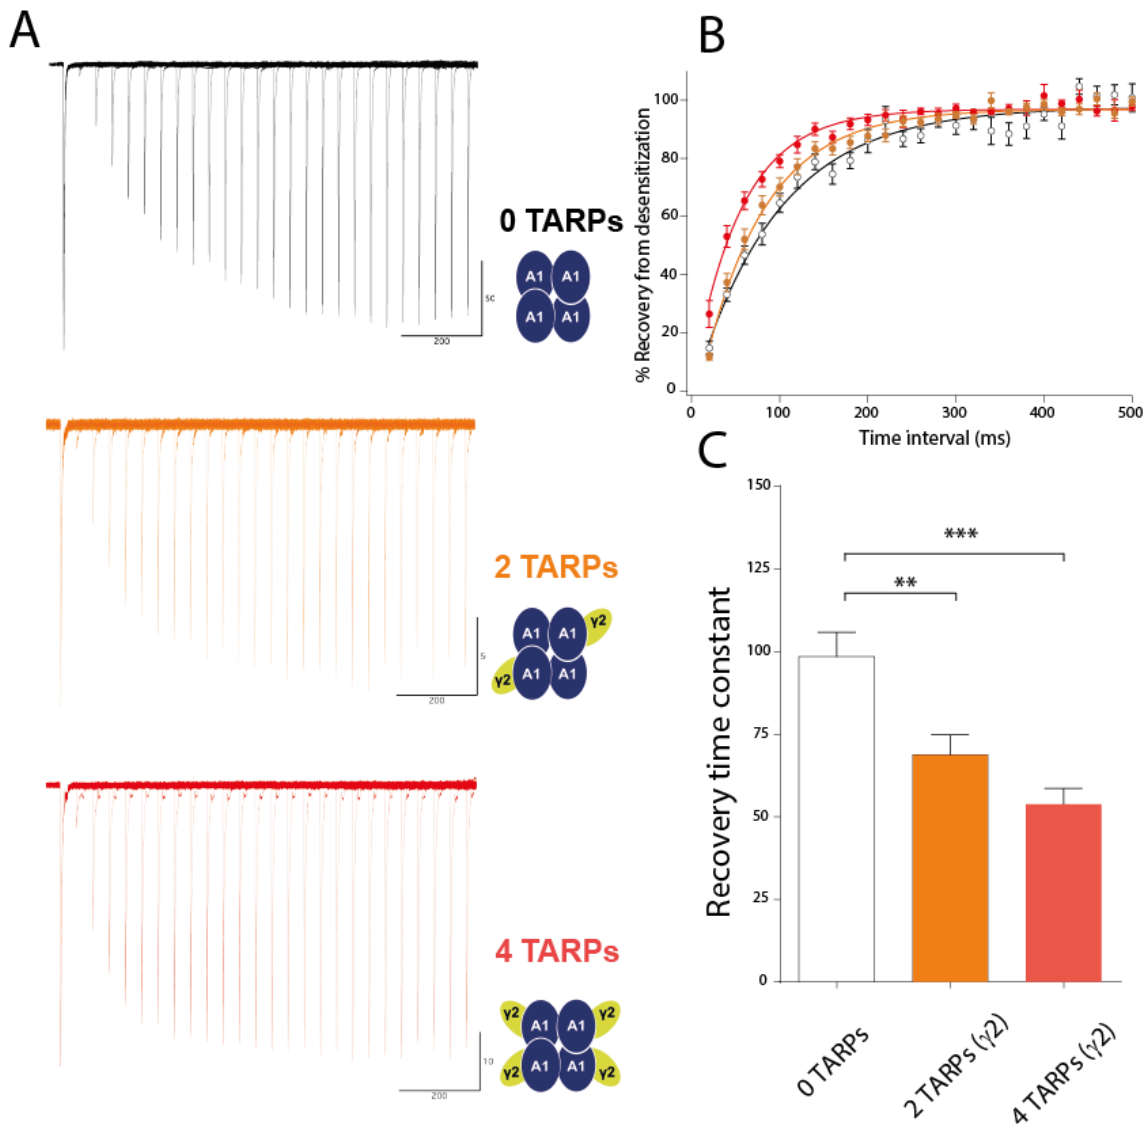 A
0 TARPs
A1 A1
A1 A1
50
200
2 TARPs
A1 A1 γ2
γ2 A1 A1
5
200
4 TARPs
γ2 A1 A1 γ2
γ2 A1 A1 γ2
10
200
B
% Recovery from desensitization
100
80
60
40
20
0
0 100 200 300 400 500
Time interval (ms)
C
Recovery time constant
150
125
100
75
50
25
0
***
**
0 TARPs
2 TARPs (γ2)
4 TARPs (γ2)